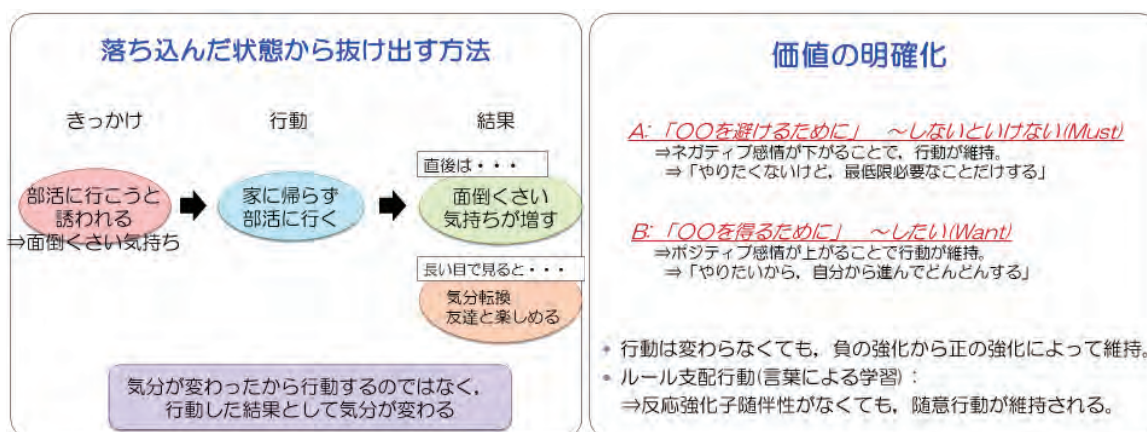 落ち込んだ状態から抜け出す方法
きっかけ
行動
結果
部活に行こうと
誘われる
⇒面倒くさい気持ち
家に帰らず
部活に行く
直後は・・・
面倒くさい
気持ちが増す
長い目で見ると・・・
気分転換
友達と楽しめる
気分が変わったから行動するのではなく，
行動した結果として気分が変わる
価値の明確化
A: 「〇〇を避けるために」　～しないといけない(Must)
⇒ネガティブ感情が下がることで，行動が維持。
⇒「やりたくないけど，最低限必要なことだけする」
B: 「〇〇を得るために」　～したい(Want)
⇒ポジティブ感情が上がることで行動が維持。
⇒「やりたいから，自分から進んでどんどんする」
• 行動は変わらなくても，負の強化から正の強化によって維持。
• ルール支配行動(言葉による学習)：
⇒反応強化子随伴性がなくても，随意行動が維持される。